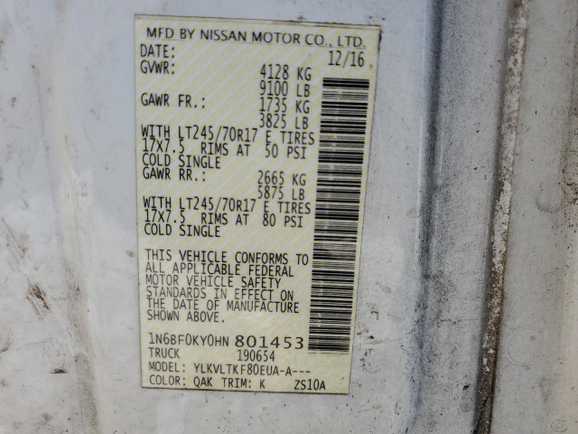 MFD BY NISSAN MOTOR CO., LTD.
DATE: 12/16
GVWR: 4128 KG
9100 LB
GAWR FR.: 1735 KG
3825 LB
WITH LT245/70R17 E TIRES
17X7.5 RIMS AT 50 PSI
COLD SINGLE
GAWR RR.: 2665 KG
5875 LB
WITH LT245/70R17 E TIRES
17X7.5 RIMS AT 80 PSI
COLD SINGLE
THIS VEHICLE CONFORMS TO
ALL APPLICABLE FEDERAL
MOTOR VEHICLE SAFETY
STANDARDS IN EFFECT ON
THE DATE OF MANUFACTURE
SHOWN ABOVE.
1N6BF0KY0HN 801453
TRUCK 190654
MODEL: YLKVLTKF80EUA-A---
COLOR: QAK TRIM: K ZS10A